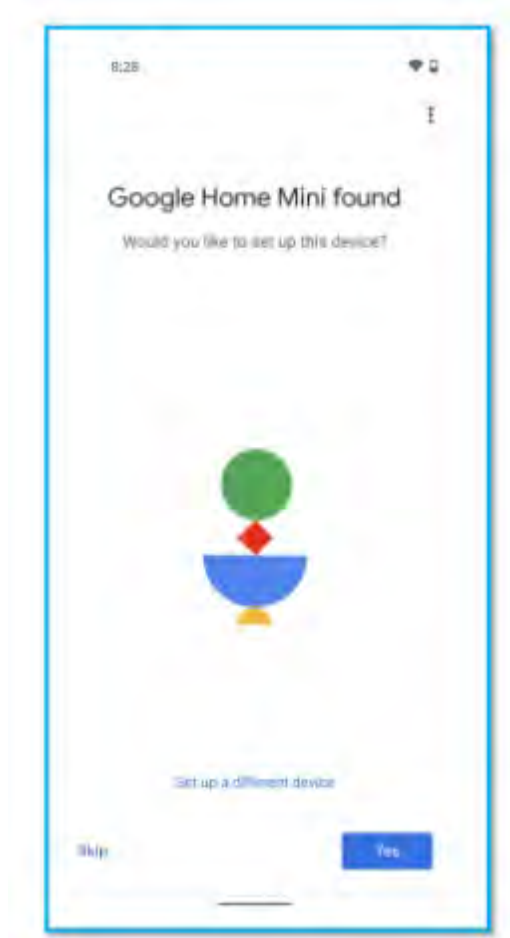 8:28
Google Home Mini found
Would you like to set up this device?
Set up a different device
Skip
Yes